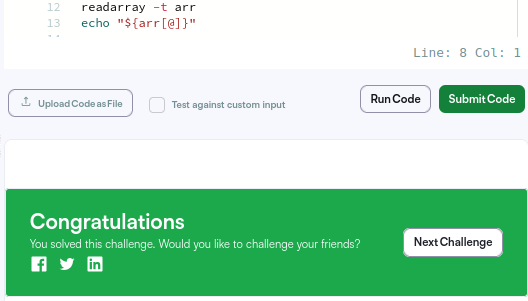 12 readarray -t arr
13 echo "${arr[@]}"
Line: 8 Col: 1
Upload Code as File
Test against custom input
Run Code
Submit Code
Congratulations
You solved this challenge. Would you like to challenge your friends?
Next Challenge